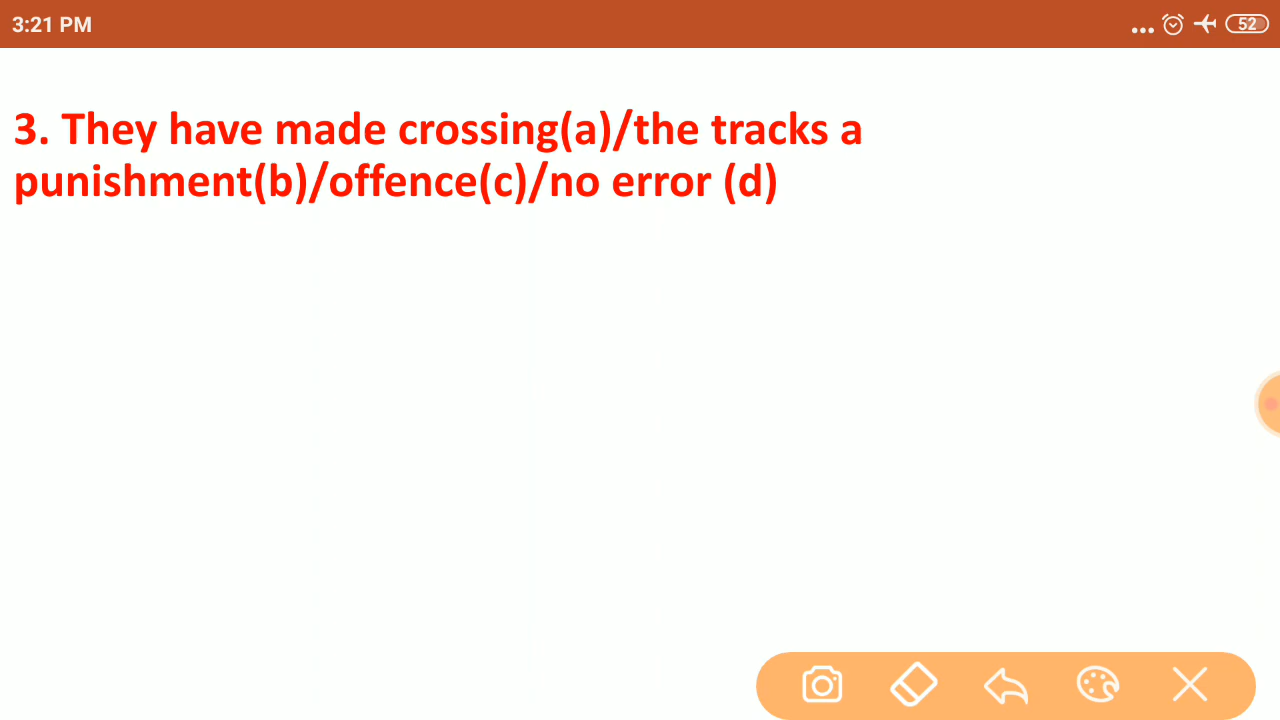 3:21 PM
52
3. They have made crossing(a)/the tracks a
punishment(b)/offence(c)/no error (d)